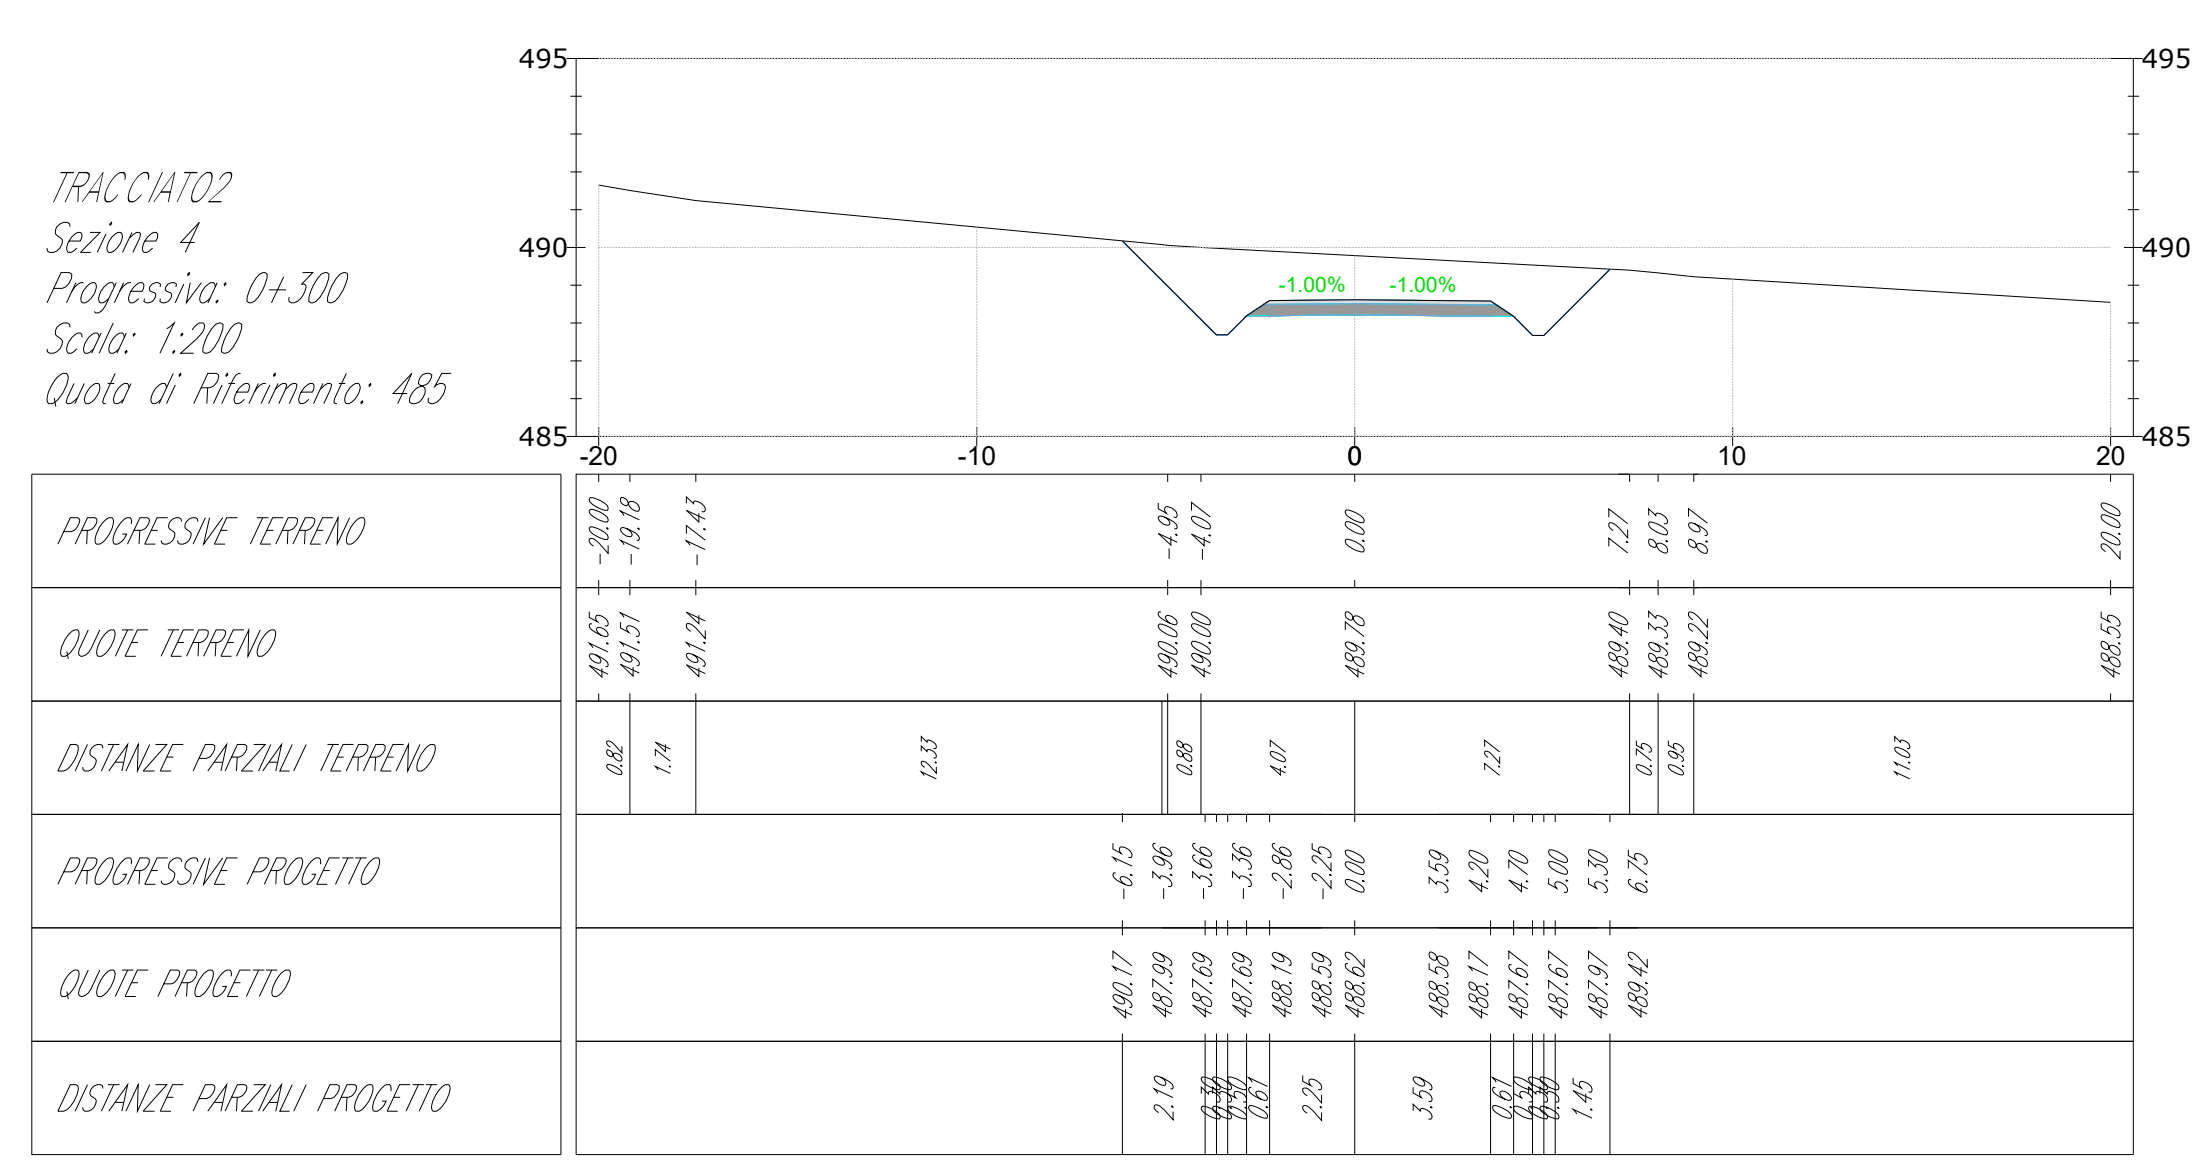 495 495
TRACCIATO2
Sezione 4
490 490
-1.00% -1.00%
Progressiva: 0+300
Scala: 1:200
Quota di Riferimento: 485
485 485
-20 -10 0 10 20
PROGRESSIVE TERRENO -20.00 -19.18 -17.43 -4.95 -4.07 0.00 7.27 8.03 8.97 20.00
QUOTE TERRENO 491.65 491.51 491.24 490.06 490.00 489.78 489.40 489.33 489.22 488.55
DISTANZE PARZIALI TERRENO 0.82 1.74 12.33 0.88 4.07 7.27 0.75 0.95 11.03
PROGRESSIVE PROGETTO -6.15 -3.96 -3.66 -3.36 -2.86 -2.25 0.00 3.59 4.20 4.70 5.00 5.30 6.75
QUOTE PROGETTO 490.17 487.99 487.69 487.69 488.19 488.59 488.62 488.58 488.17 487.67 487.67 487.97 489.42
DISTANZE PARZIALI PROGETTO 2.19 0.30 0.30 0.50 0.61 2.25 3.59 0.61 0.50 0.30 0.30 1.45